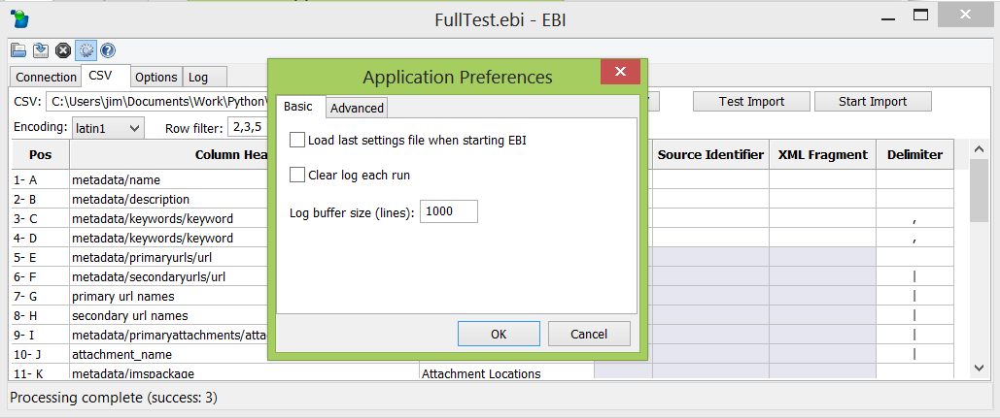 FullTest.ebi - EBI
Connection CSV Options Log
CSV: C:\Users\jim\Documents\Work\Python\
Test Import Start Import
Encoding: latin1 Row filter: 2,3,5
Pos Column Hea Source Identifier XML Fragment Delimiter
1- A metadata/name
2- B metadata/description
3- C metadata/keywords/keyword ,
4- D metadata/keywords/keyword ,
5- E metadata/primaryurls/url
6- F metadata/secondaryurls/url |
7- G primary url names |
8- H secondary url names |
9- I metadata/primaryattachments/attac |
10- J attachment_name |
11- K metadata/imspackage Attachment Locations
Processing complete (success: 3)
Application Preferences
Basic Advanced
Load last settings file when starting EBI
Clear log each run
Log buffer size (lines): 1000
OK Cancel